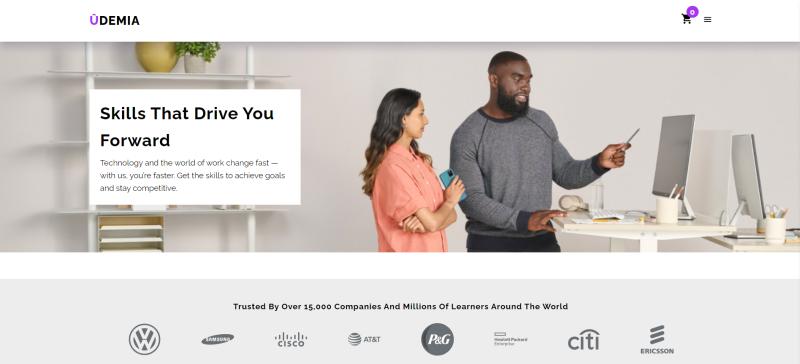 ÛDEMIA
0
Skills That Drive You
Forward
Technology and the world of work change fast —
with us, you're faster. Get the skills to achieve goals
and stay competitive.
Trusted By Over 15,000 Companies And Millions Of Learners Around The World
SAMSUNG
CISCO
AT&T
P&G
Hewlett Packard
Enterprise
citi
ERICSSON